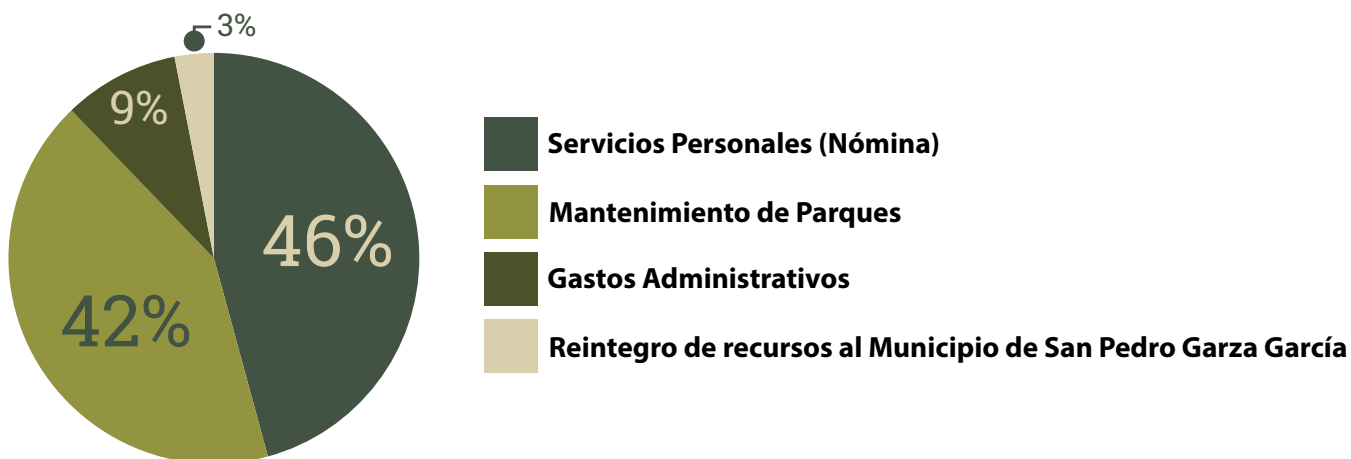 3%
9%
46%
42%
Servicios Personales (Nómina)
Mantenimiento de Parques
Gastos Administrativos
Reintegro de recursos al Municipio de San Pedro Garza García